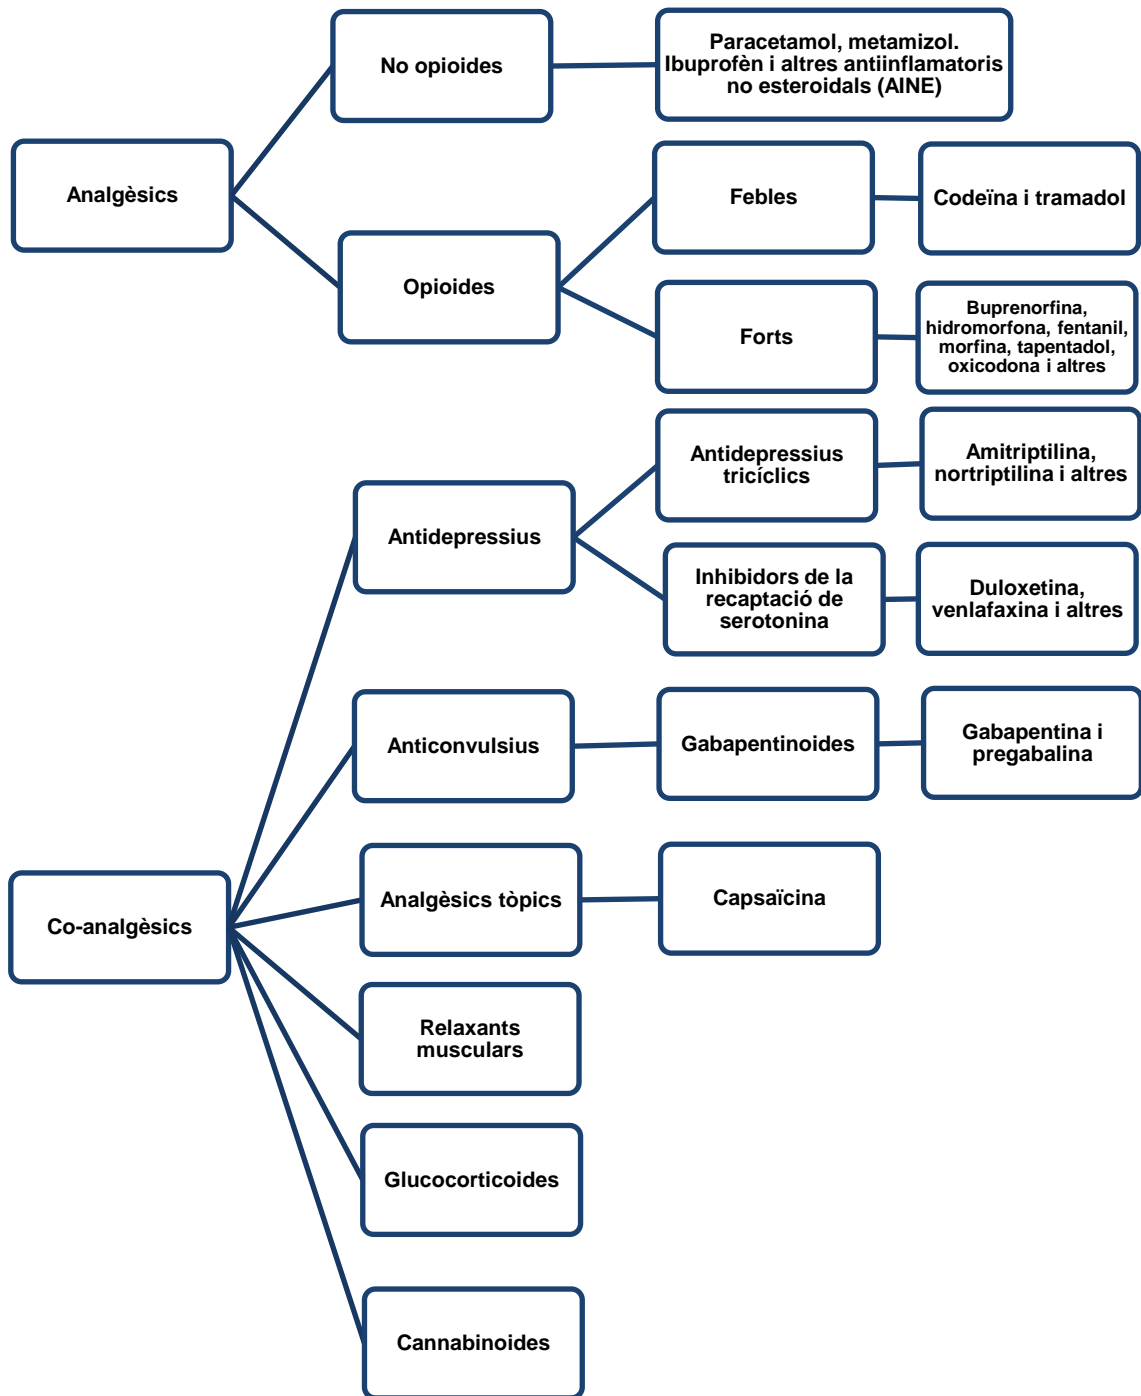 No opioides
Paracetamol, metamizol.
Ibuprofèn i altres antiinflamatoris
no esteroidals (AINE)
Analgèsics
Opioides
Febles
Codeïna i tramadol
Forts
Buprenorfina,
hidromorfona, fentanil,
morfina, tapentadol,
oxicodona i altres
Antidepressius
Antidepressius
tricíclics
Amitriptilina,
nortriptilina i altres
Inhibidors de la
recaptació de
serotonina
Duloxetina,
venlafaxina i altres
Anticonvulsius
Gabapentinoides
Gabapentina i
pregabalina
Co-analgèsics
Analgèsics tòpics
Capsaïcina
Relaxants
musculars
Glucocorticoides
Cannabinoides